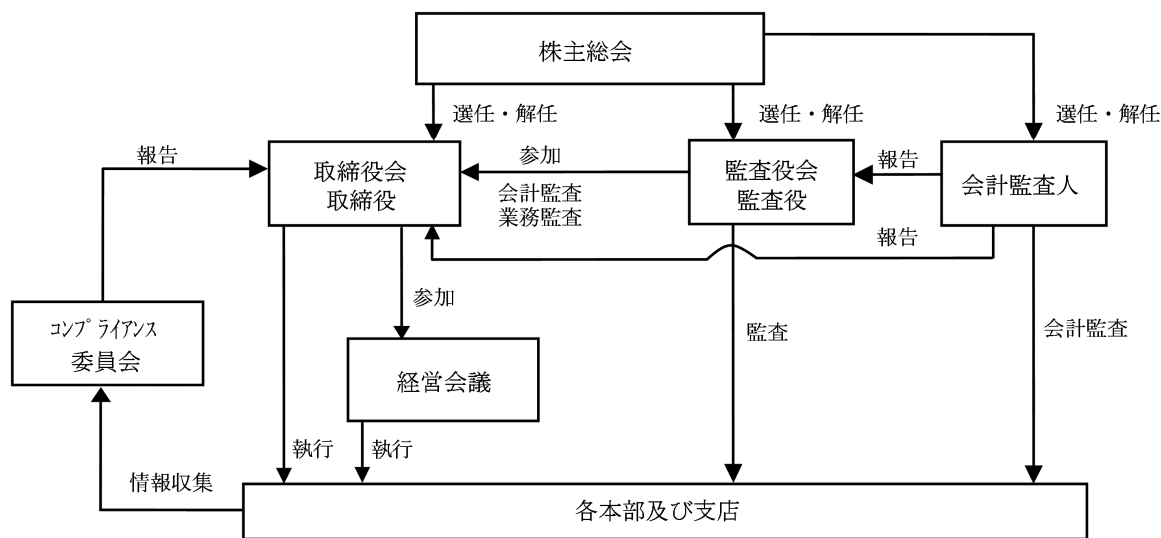 株主総会
選任・解任
選任・解任
選任・解任
報告
取締役会
取締役
参加
会計監査
業務監査
監査役会
監査役
報告
会計監査人
報告
参加
コンプライアンス
委員会
監査
会計監査
経営会議
執行
執行
情報収集
各本部及び支店